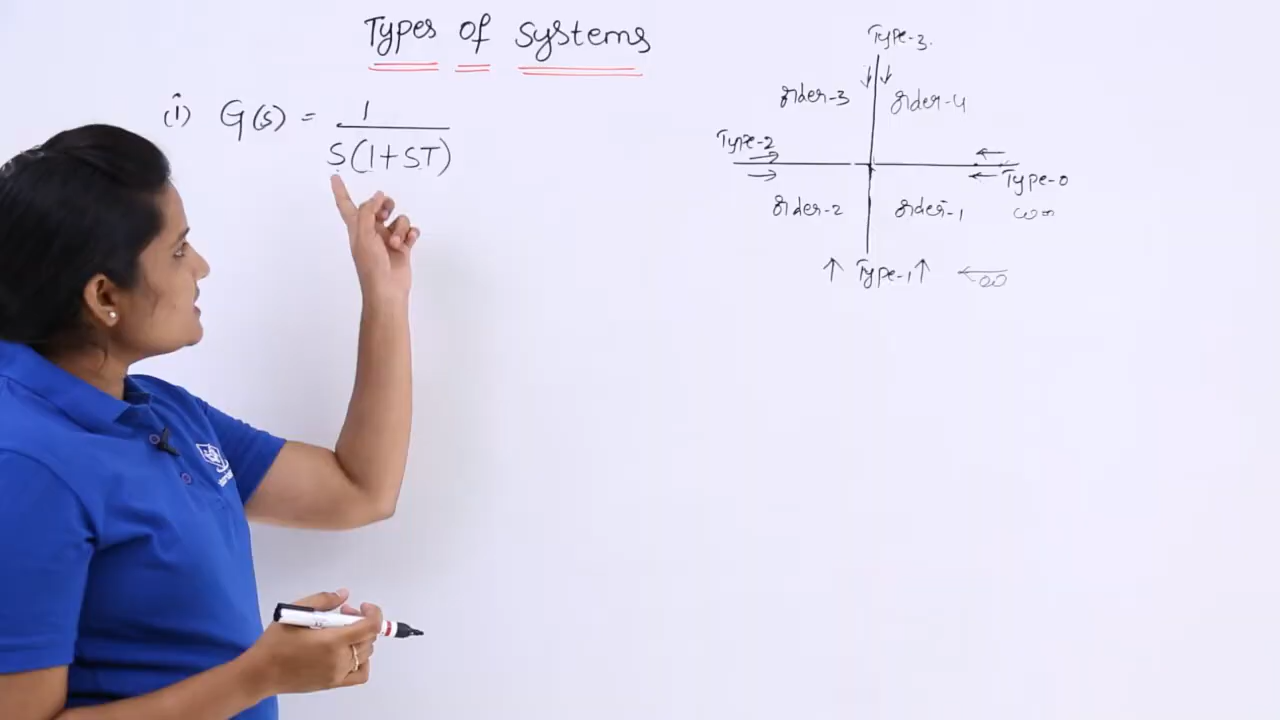 Types of Systems
(i) G(s) = 1
S(1+ST)
Type-3.
order-3 order-4
Type-2
Type-0
order-2 order-1 ω=∞
Type-1 ∞